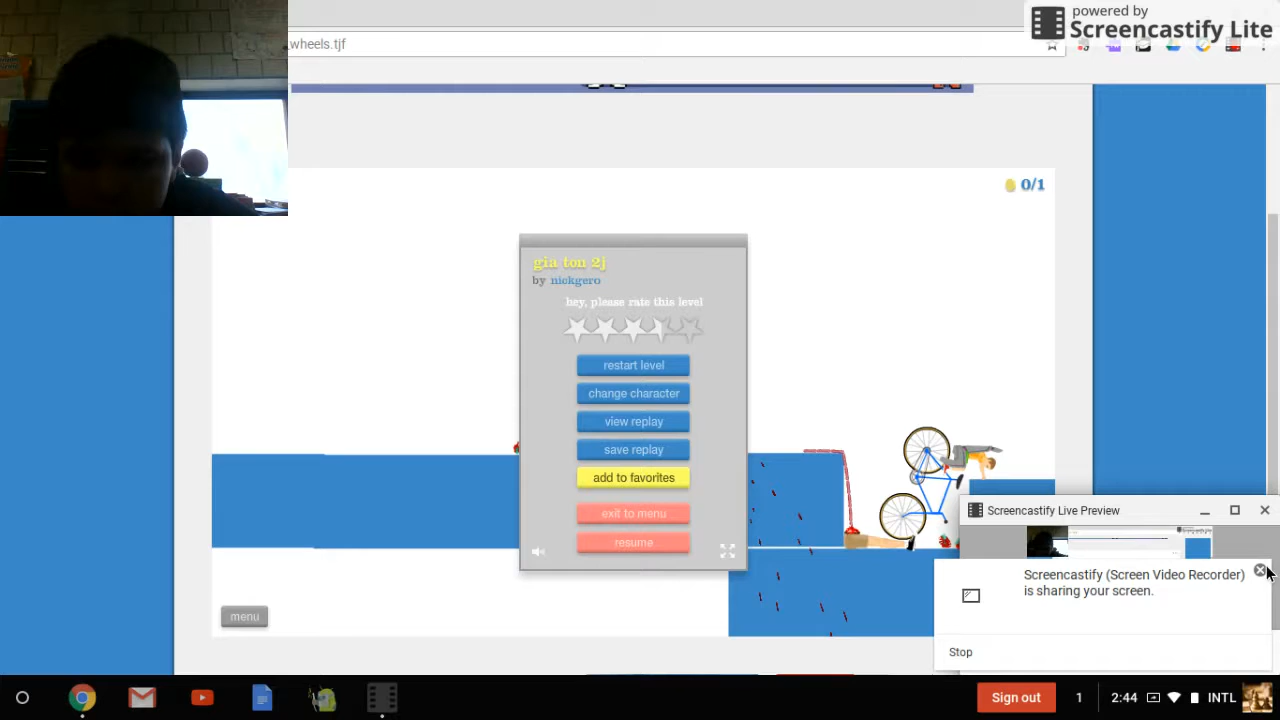 powered by
Screencastify Lite
_wheels.tjf
0/1
gia ton 2j
by nickgero
hey, please rate this level
restart level
change character
view replay
save replay
add to favorites
exit to menu
resume
menu
Screencastify Live Preview
Screencastify (Screen Video Recorder)
is sharing your screen.
Stop
Sign out
1
2:44
INTL